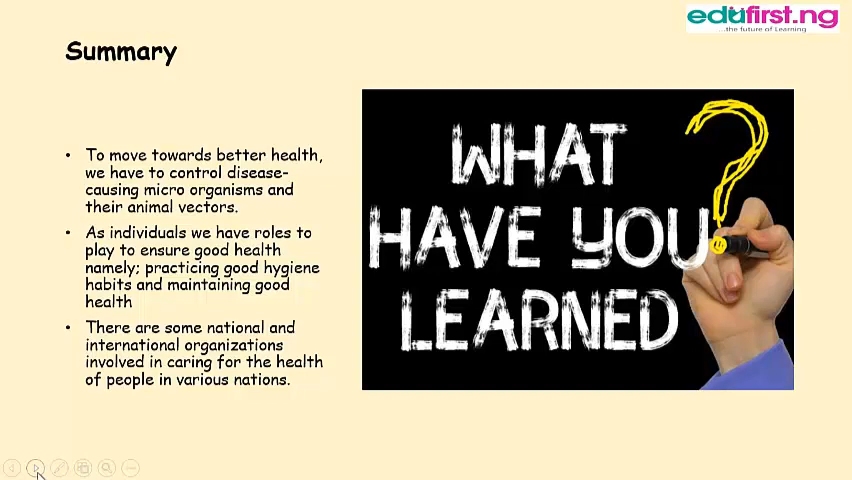 edufirst.ng
....the future of Learning
Summary
• To move towards better health,
we have to control disease-
causing micro organisms and
their animal vectors.
• As individuals we have roles to
play to ensure good health
namely; practicing good hygiene
habits and maintaining good
health
• There are some national and
international organizations
involved in caring for the health
of people in various nations.
WHAT
HAVE YOU
LEARNED
?